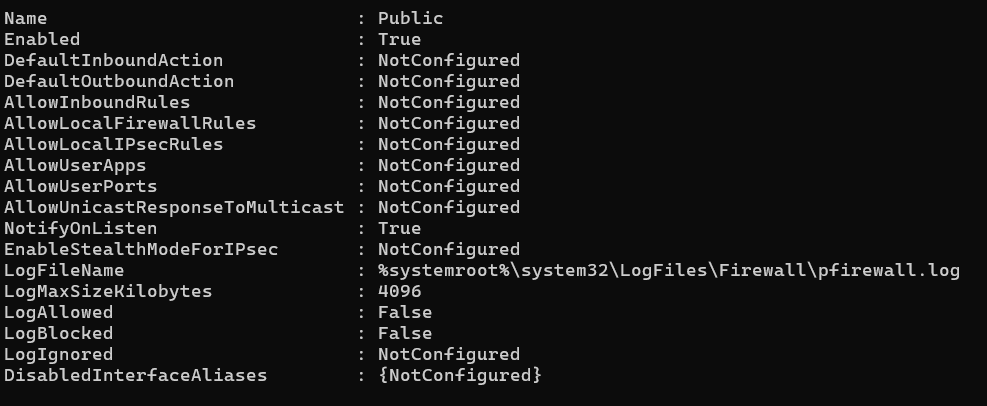 Name                            : Public
Enabled                         : True
DefaultInboundAction            : NotConfigured
DefaultOutboundAction           : NotConfigured
AllowInboundRules               : NotConfigured
AllowLocalFirewallRules         : NotConfigured
AllowLocalIPsecRules            : NotConfigured
AllowUserApps                   : NotConfigured
AllowUserPorts                  : NotConfigured
AllowUnicastResponseToMulticast : NotConfigured
NotifyOnListen                  : True
EnableStealthModeForIPsec       : NotConfigured
LogFileName                     : %systemroot%\system32\LogFiles\Firewall\pfirewall.log
LogMaxSizeKilobytes             : 4096
LogAllowed                      : False
LogBlocked                      : False
LogIgnored                      : NotConfigured
DisabledInterfaceAliases        : {NotConfigured}